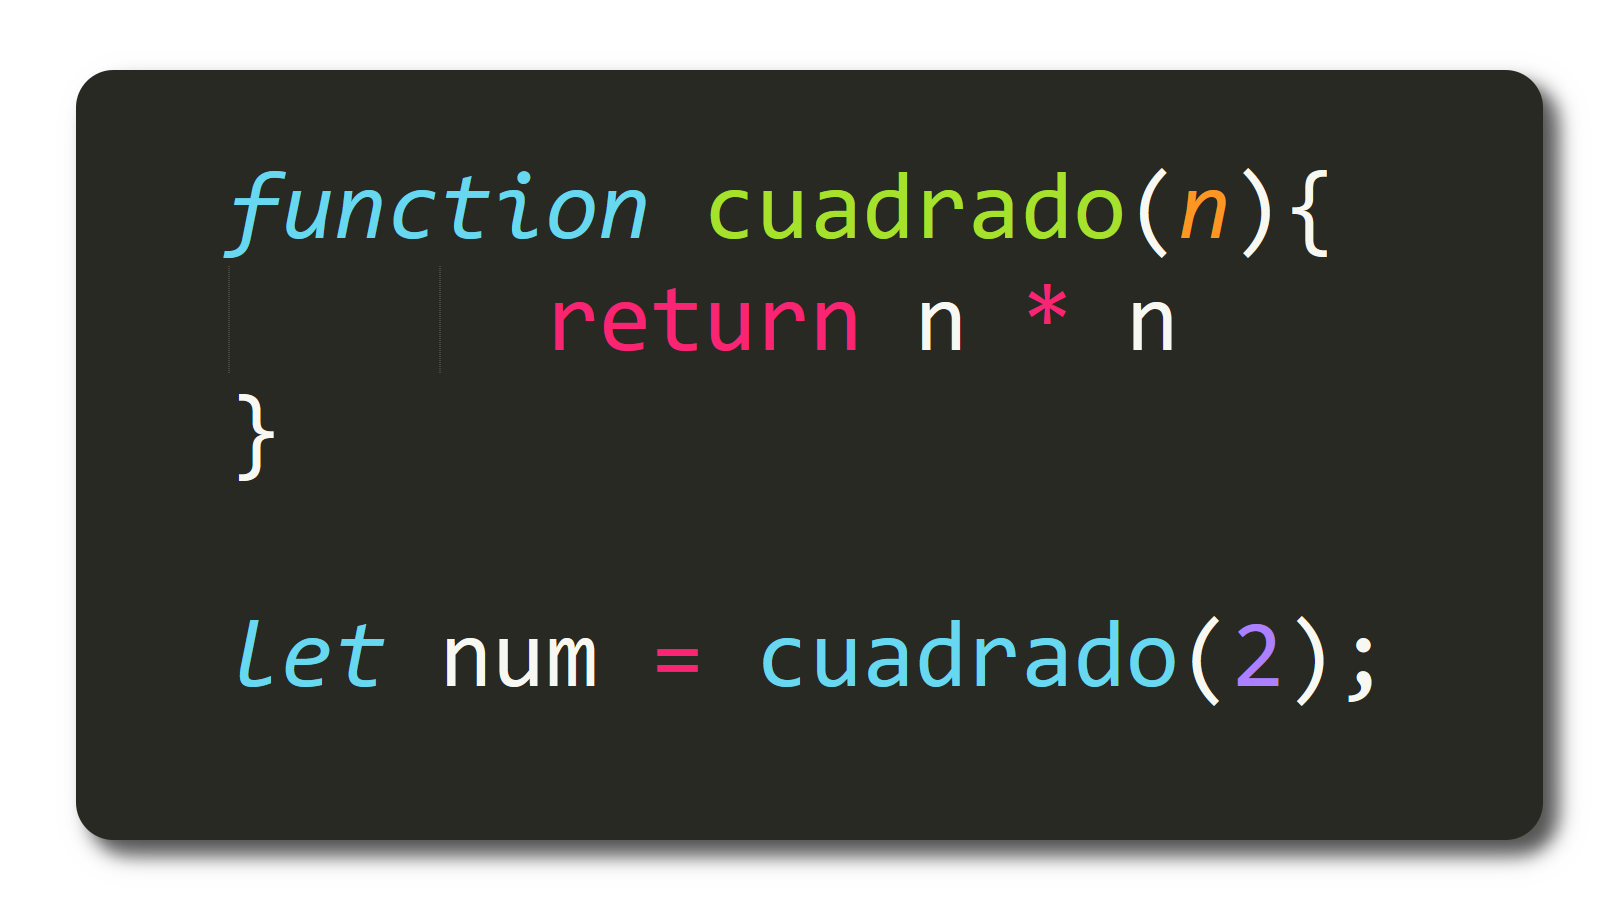 function cuadrado(n){
return n * n
}
let num = cuadrado(2);